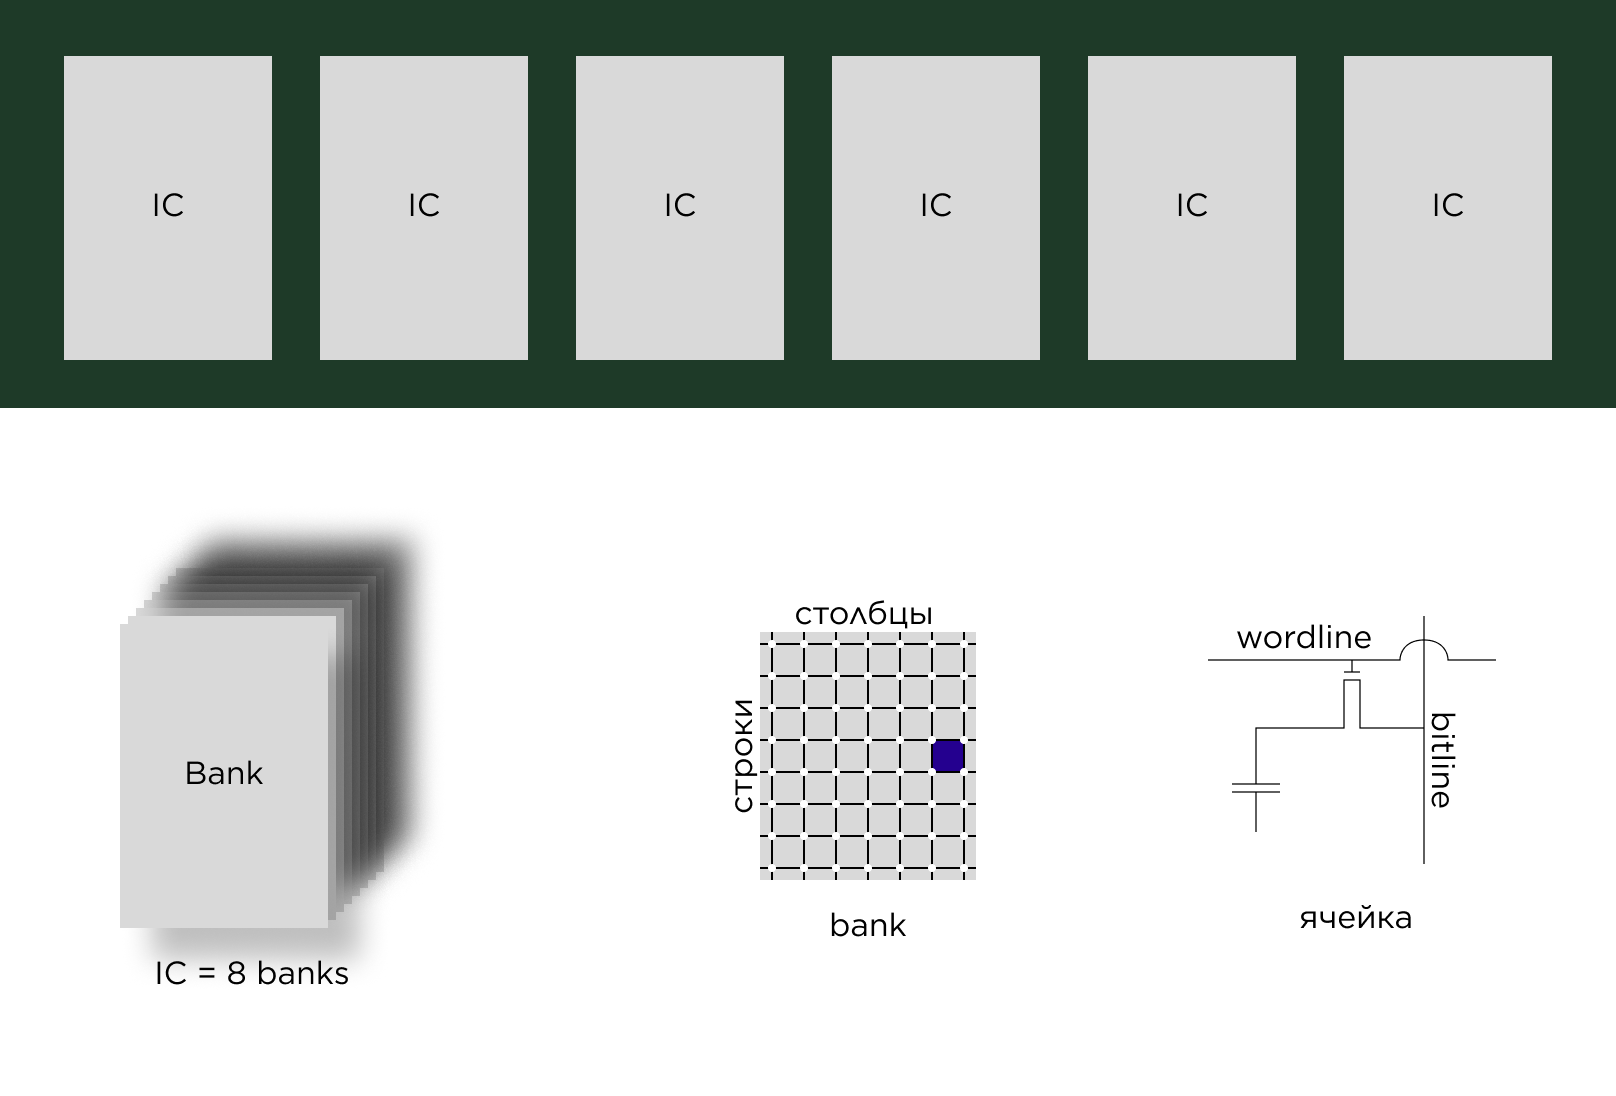 IC
IC
IC
IC
IC
IC
Bank
IC = 8 banks
столбцы
строки
bank
wordline
bitline
ячейка